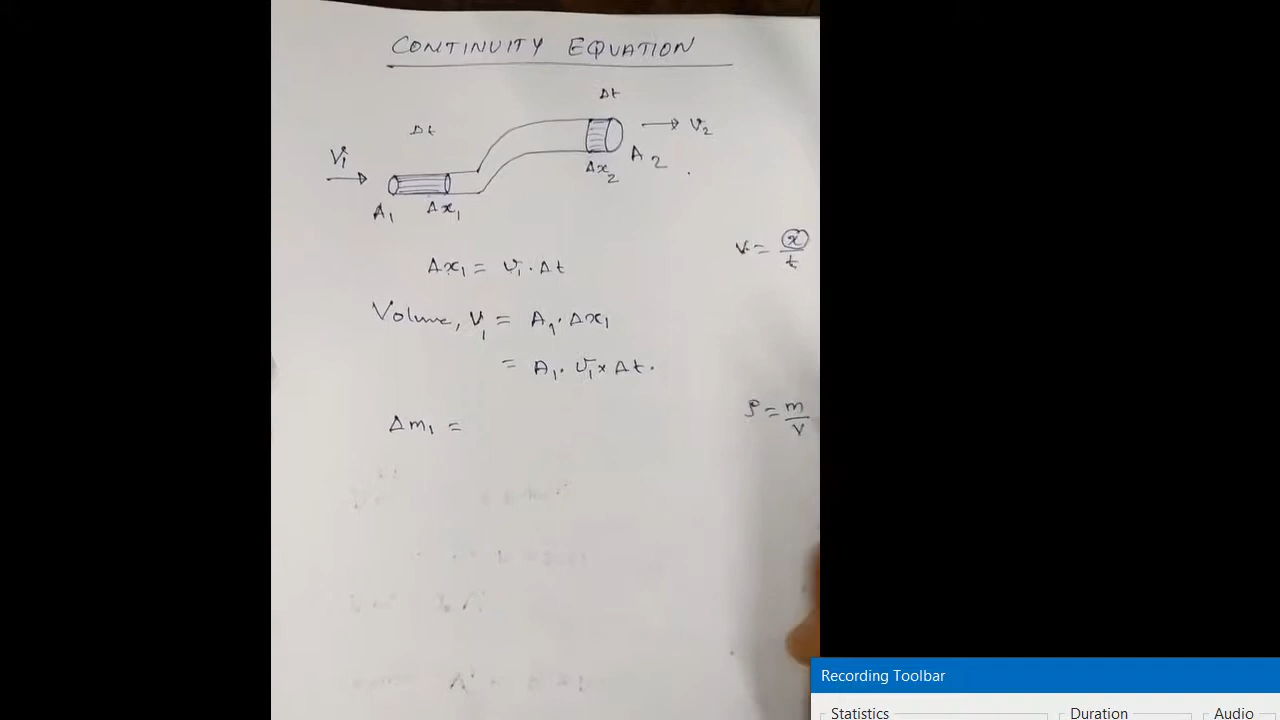 CONTINUITY EQUATION
Δt
Δt
V₁
V₂
A₂
Δx₂
A₁
Δx₁
v = x/t
Δx₁ = v₁ · Δt
Volume, V₁ = A₁ · Δx₁
= A₁ · v₁ × Δt.
ρ = m/v
Δm₁ =
Recording Toolbar
Statistics
Duration
Audio